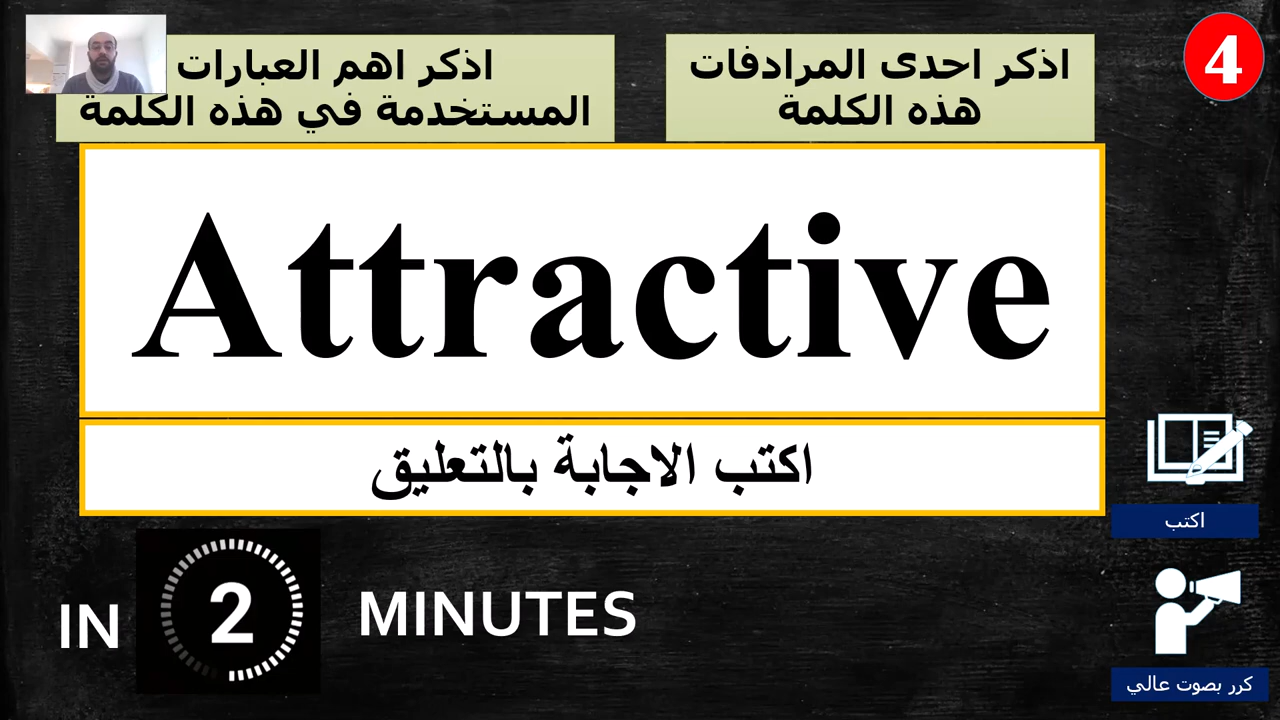 اذكر احدى المرادفات
هذه الكلمة
اذكر اهم العبارات
المستخدمة في هذه الكلمة
4
Attractive
اكتب الاجابة بالتعليق
اكتب
IN 2 MINUTES
كرر بصوت عالي